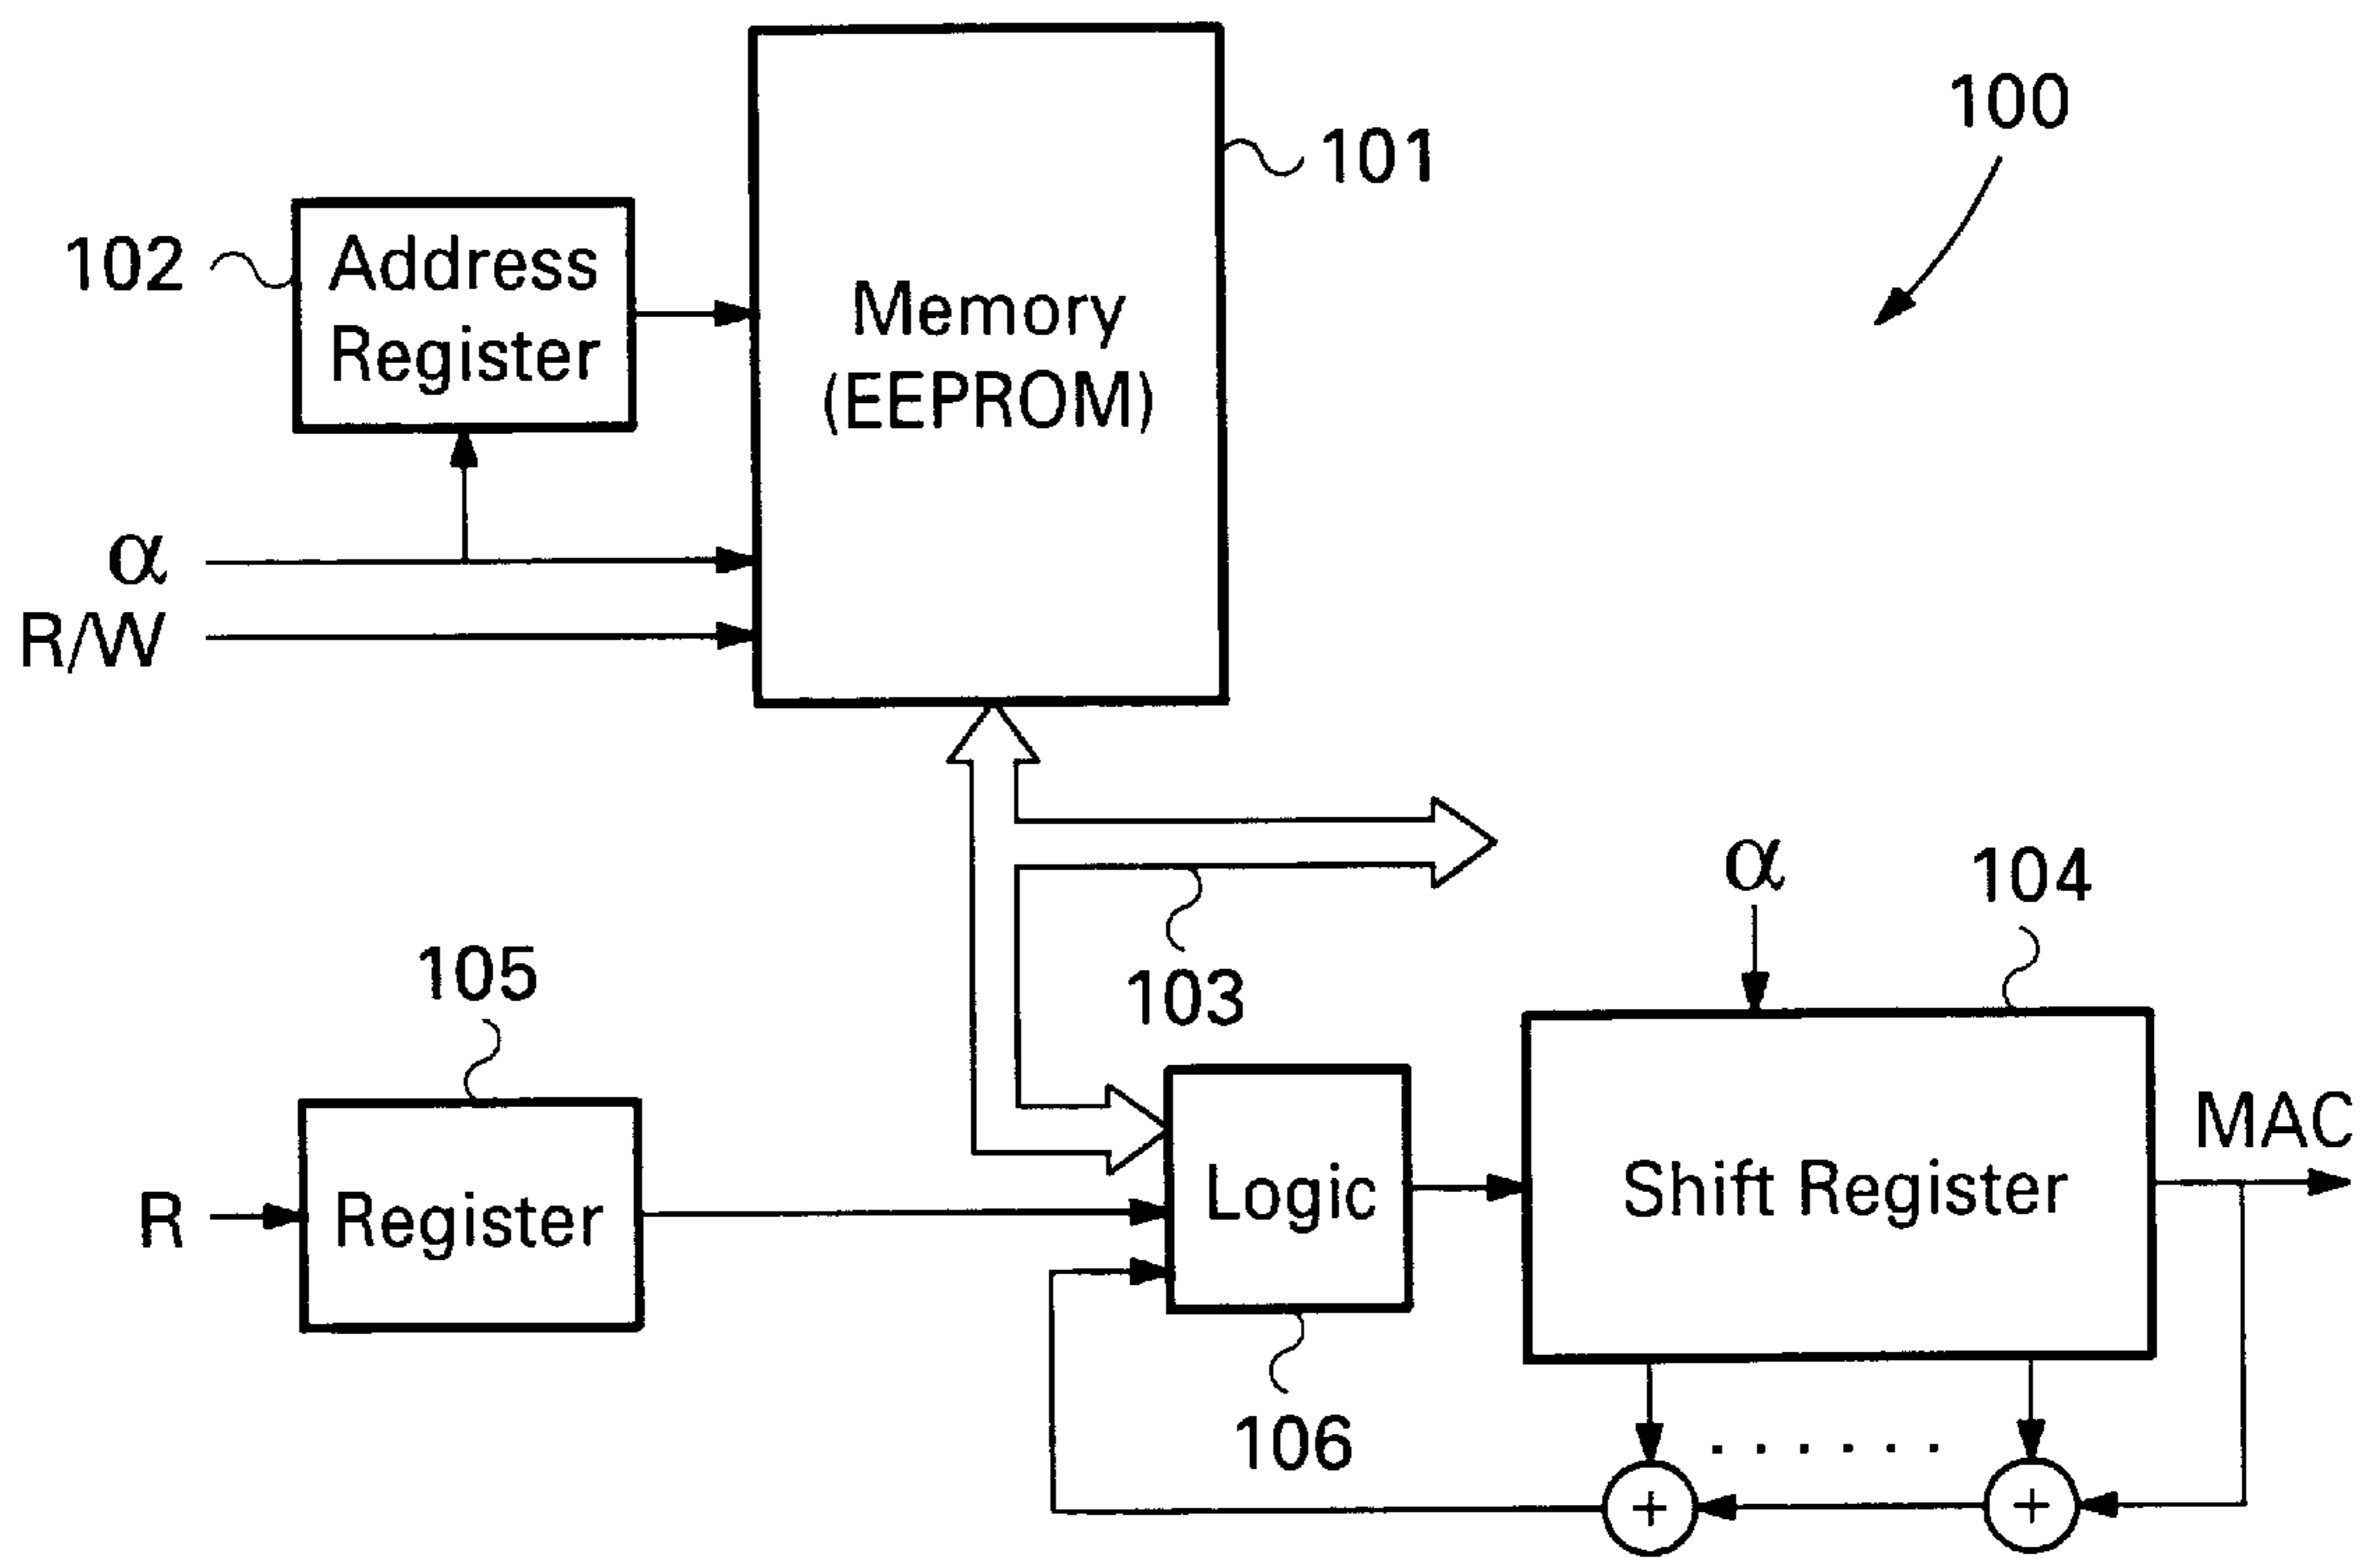 100
101
102
Address
Register
Memory
(EEPROM)
α
R/W
103
α
104
105
R
Register
Logic
Shift Register
MAC
106
+
. . . . . .
+